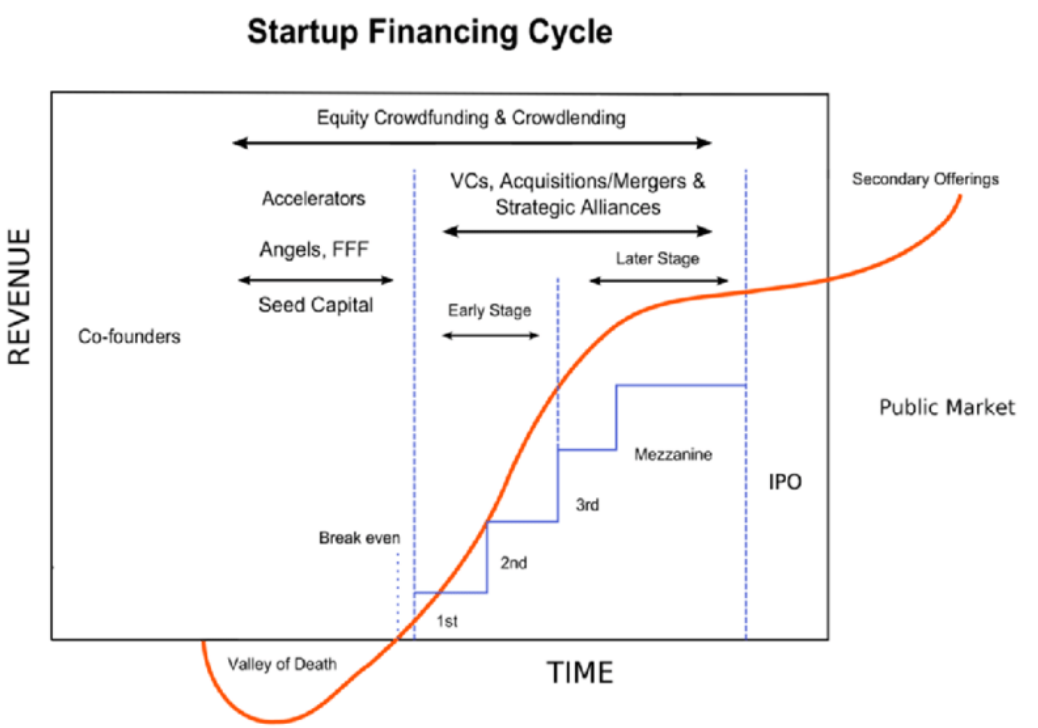 Startup Financing Cycle
Equity Crowdfunding & Crowdlending
VCs, Acquisitions/Mergers &
Strategic Alliances
Secondary Offerings
Accelerators
Angels, FFF
Seed Capital
Later Stage
Early Stage
REVENUE
Co-founders
Public Market
Mezzanine
IPO
3rd
Break even
2nd
1st
Valley of Death
TIME